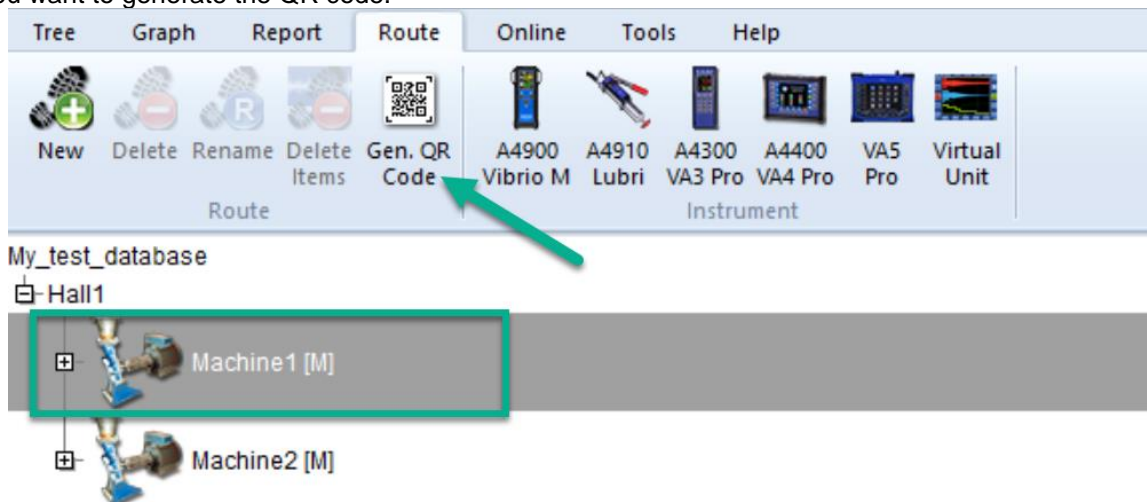 ou want to generate the QR code.
Tree Graph Report Route Online Tools Help
New Delete Rename Delete Items Gen. QR Code A4900 Vibrio M A4910 Lubri A4300 VA3 Pro A4400 VA4 Pro VA5 Pro Virtual Unit
Route Instrument
My_test_database
Hall1
Machine1 [M]
Machine2 [M]